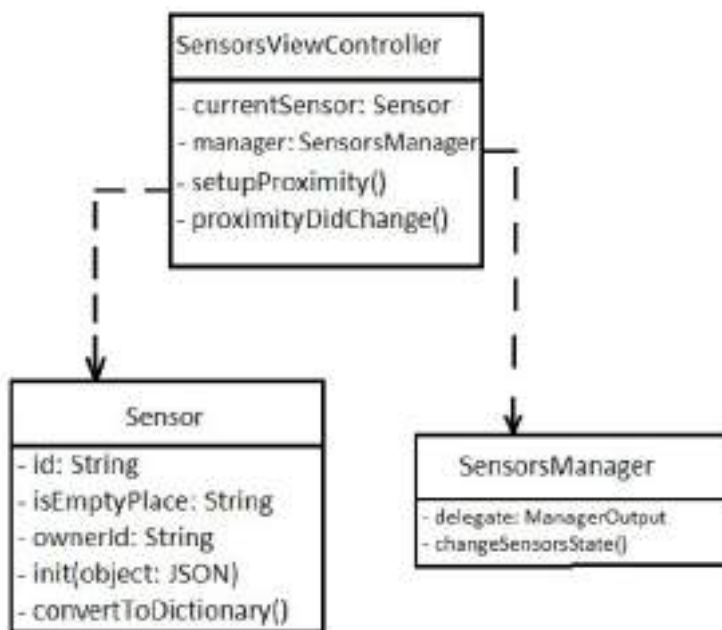 SensorsViewController
- currentSensor: Sensor
- manager: SensorsManager
- setupProximity()
- proximityDidChange()
Sensor
- id: String
- isEmptyPlace: String
- ownerId: String
- init(object: JSON)
- convertToDictionary()
SensorsManager
- delegate: ManagerOutput
- changeSensorsState()